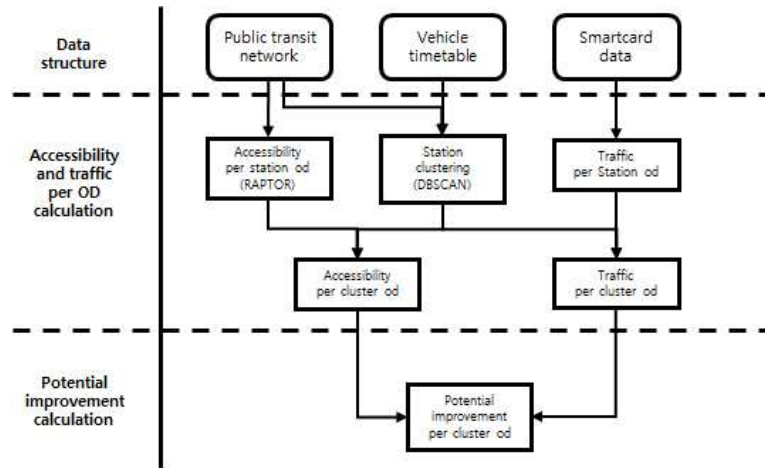 Data
structure
Public transit
network
Vehicle
timetable
Smartcard
data
Accessibility
and traffic
per OD
calculation
Accessibility
per station od
(RAPTOR)
Station
clustering
(DBSCAN)
Traffic
per Station od
Accessibility
per cluster od
Traffic
per cluster od
Potential
improvement
calculation
Potential
improvement
per cluster od